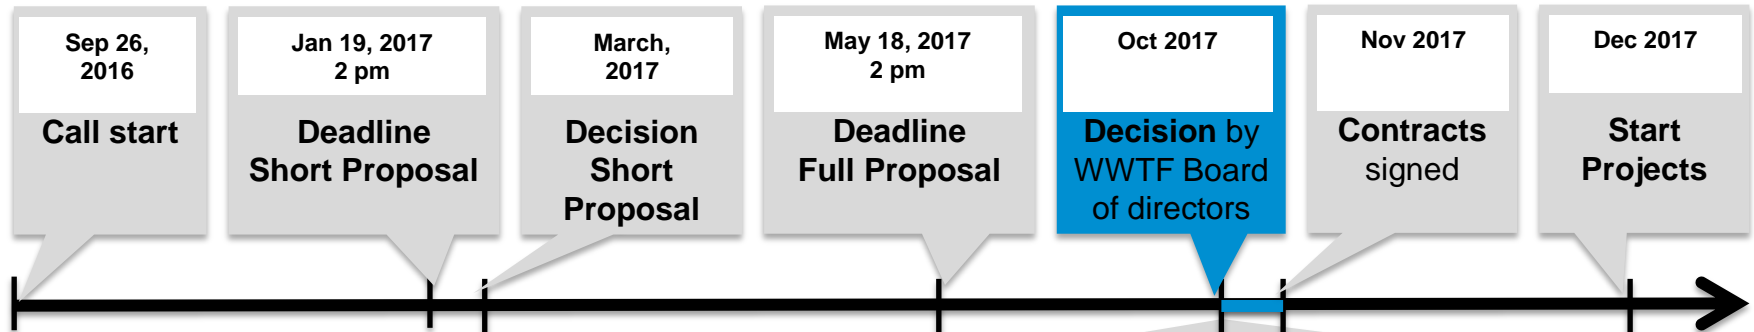 Sep 26,
2016
Call start
Jan 19, 2017
2 pm
Deadline
Short Proposal
March,
2017
Decision
Short
Proposal
May 18, 2017
2 pm
Deadline
Full Proposal
Oct 2017
Decision by
WWTF Board
of directors
Nov 2017
Contracts
signed
Dec 2017
Start
Projects